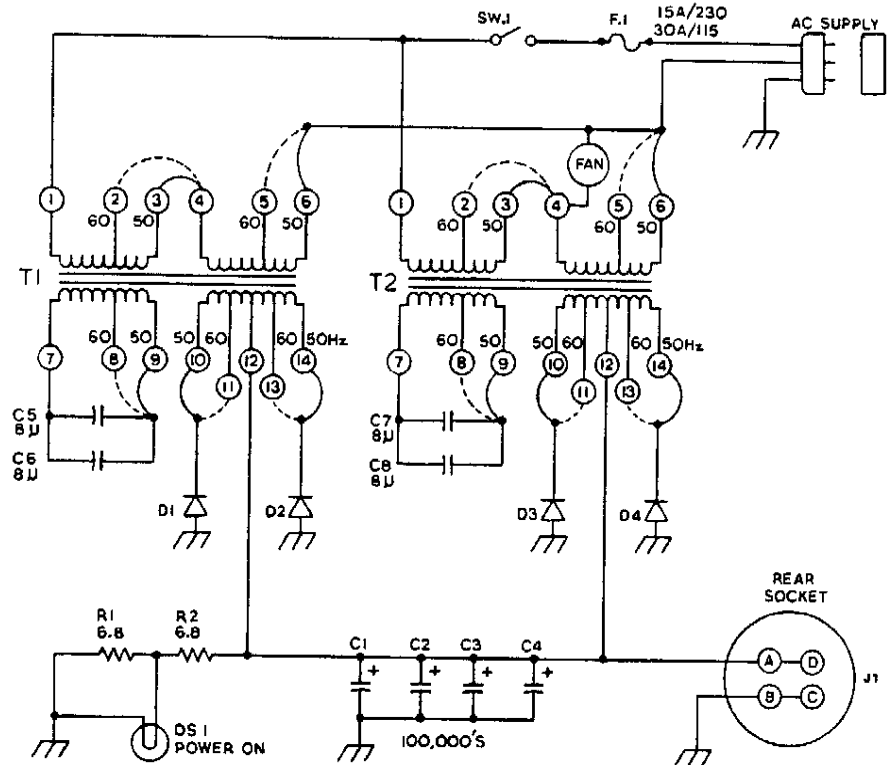 SW.1
F.1
15A/230
30A/115
AC SUPPLY
FAN
1
2
3
4
5
6
60
50
60
50
1
2
3
4
5
6
60
50
60
50
T1
T2
60
50
50
60
60
50Hz
7
8
9
10
11
12
13
14
60
50
50
60
60
50Hz
7
8
9
10
11
12
13
14
C5
8µ
C6
8µ
C7
8µ
C8
8µ
D1
D2
D3
D4
REAR
SOCKET
R1
6.8
R2
6.8
C1
+
C2
+
C3
+
C4
+
A
D
B
C
J1
DS1
POWER ON
100,000'S